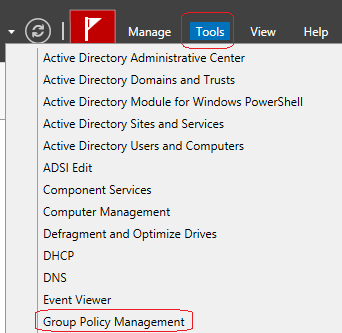 Manage Tools View Help
Active Directory Administrative Center
Active Directory Domains and Trusts
Active Directory Module for Windows PowerShell
Active Directory Sites and Services
Active Directory Users and Computers
ADSI Edit
Component Services
Computer Management
Defragment and Optimize Drives
DHCP
DNS
Event Viewer
Group Policy Management